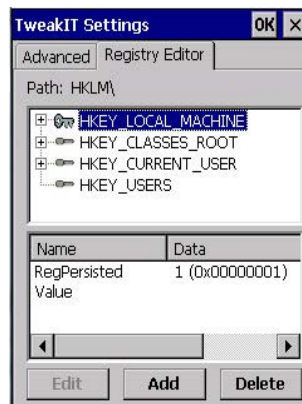 TweakIT Settings OK ×
Advanced Registry Editor
Path: HKLM\
HKEY_LOCAL_MACHINE
HKEY_CLASSES_ROOT
HKEY_CURRENT_USER
HKEY_USERS
Name Data
RegPersisted 1 (0x00000001)
Value
Edit Add Delete